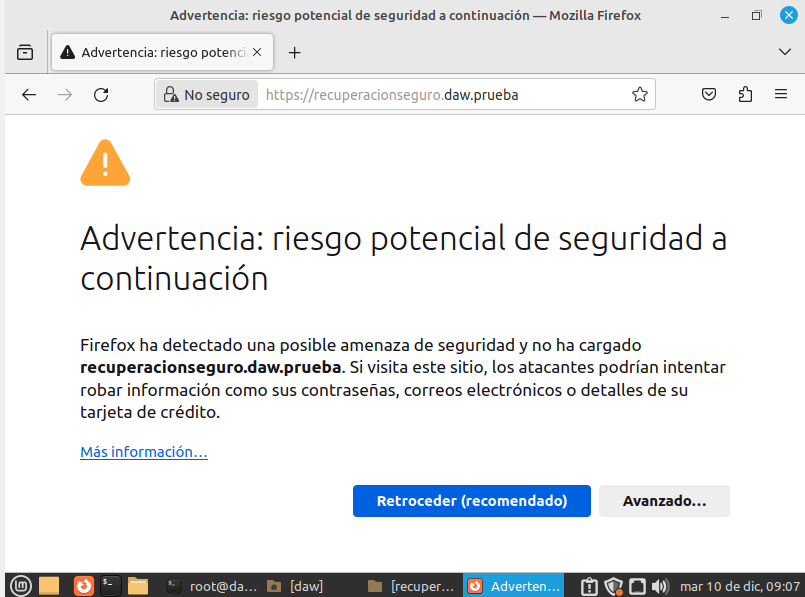 Advertencia: riesgo potencial de seguridad a continuación — Mozilla Firefox
Advertencia: riesgo potenci
No seguro
https://recuperacionseguro.daw.prueba
Advertencia: riesgo potencial de seguridad a
continuación
Firefox ha detectado una posible amenaza de seguridad y no ha cargado
recuperacionseguro.daw.prueba. Si visita este sitio, los atacantes podrían intentar
robar información como sus contraseñas, correos electrónicos o detalles de su
tarjeta de crédito.
Más información…
Retroceder (recomendado)
Avanzado…
root@da…
[daw]
[recuper…
Adverten…
mar 10 de dic, 09:07